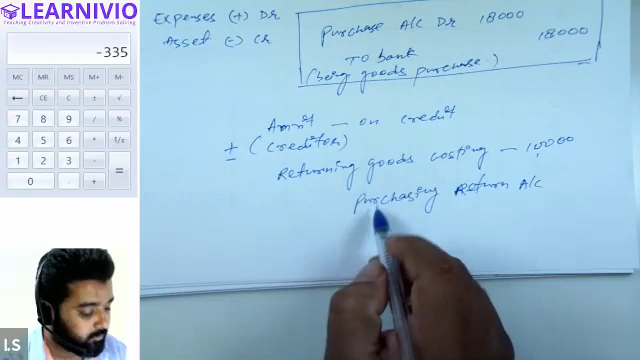 LEARNIVIO
Teaching Creativity and Inventive Problem Solving
-335
MC MR MS M+ M-
← CE C ± √
7 8 9 / %
4 5 6 * 1/x
1 2 3 - =
0 . +
Expenses (+) Dr
Asset (-) Cr
Purchase A/c Dr 18000
To bank 18000
(Being goods purchase)
Amit - on credit
± (Creditor)
Returning goods costing - 10,000
Purchasing Return A/c
I.S